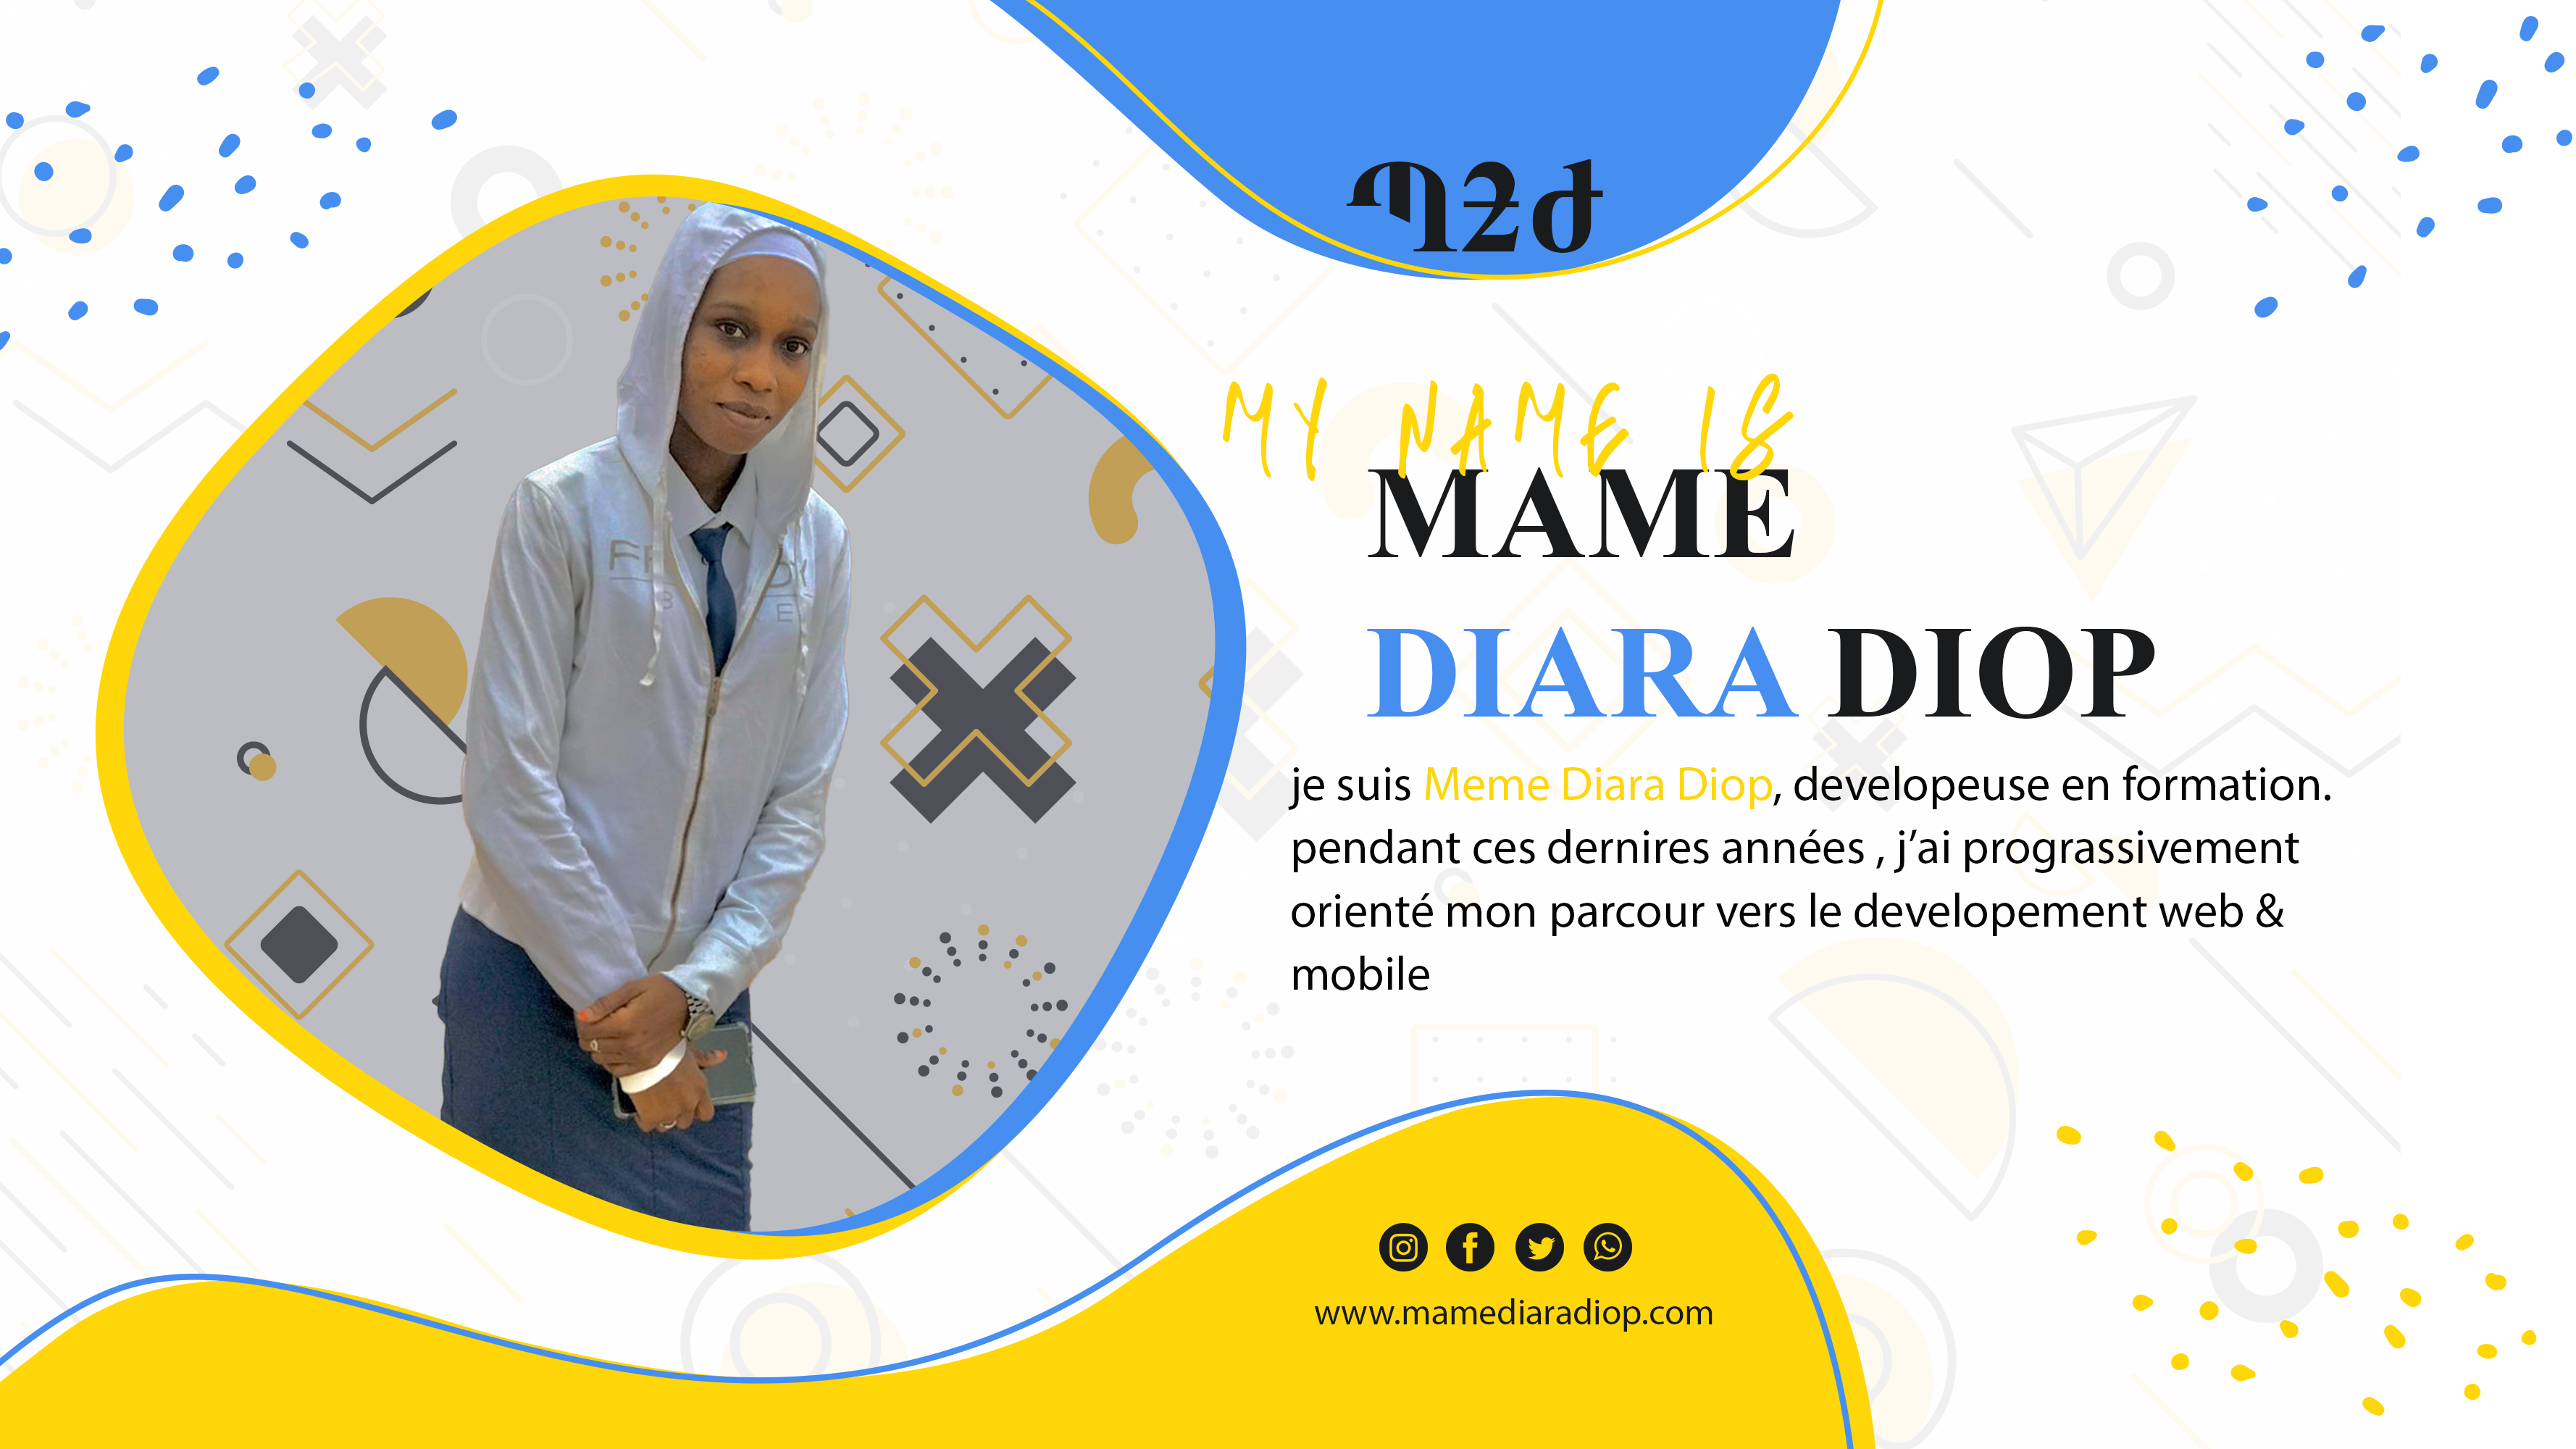 ՊՇԺ
MY NAME IS
MAME
DIARA DIOP
je suis Meme Diara Diop, developeuse en formation.
pendant ces dernires années , j’ai prograssivement
orienté mon parcour vers le developement web &
mobile
www.mamediaradiop.com